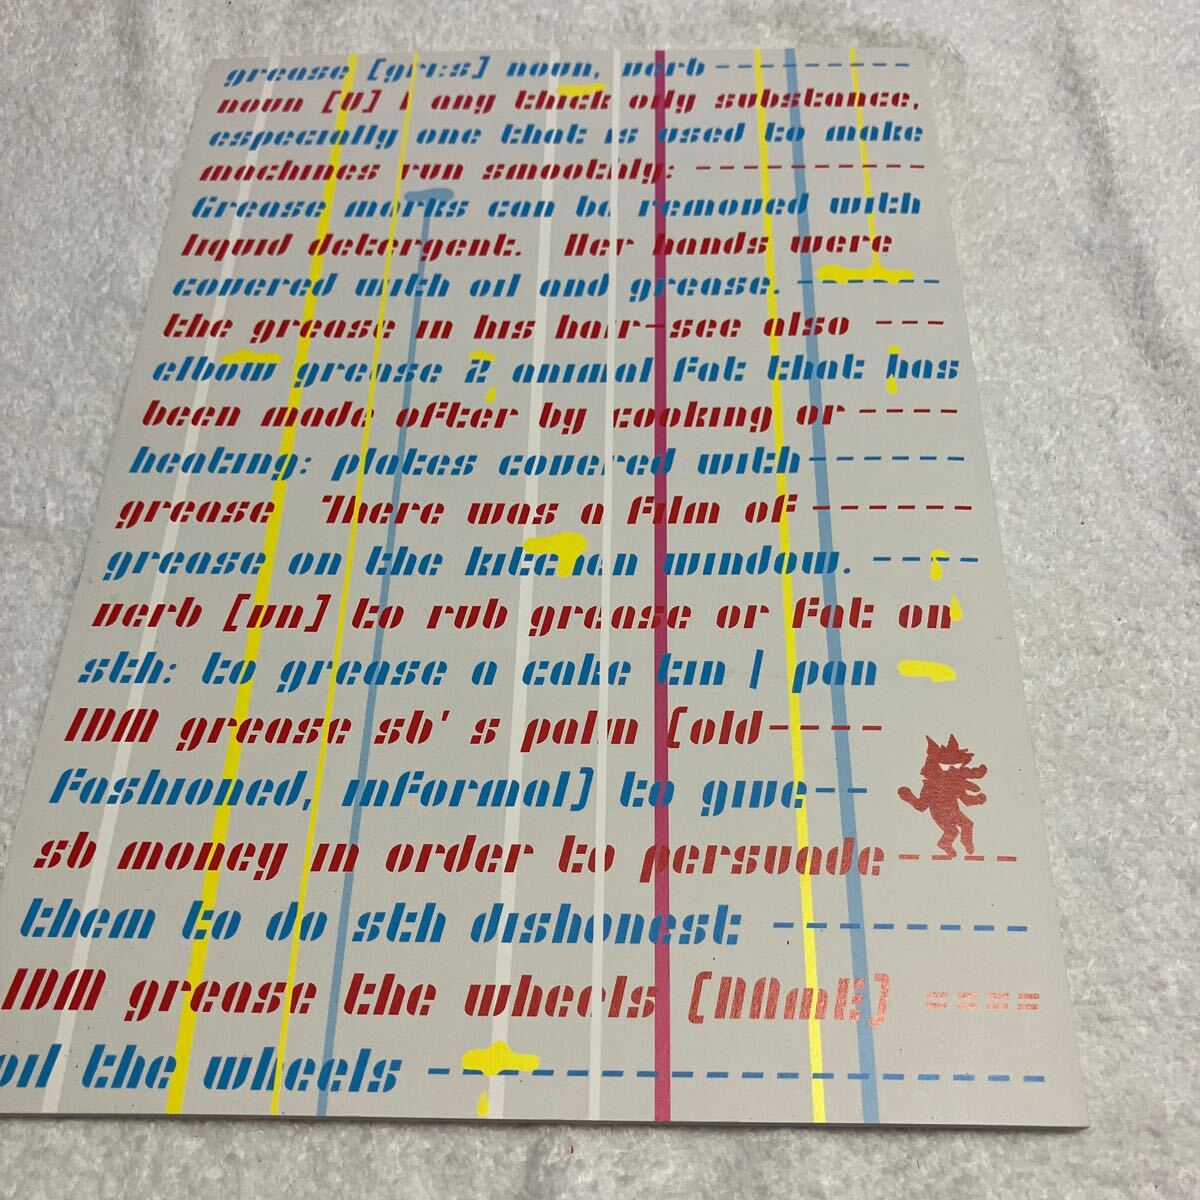 grease [gri:s] noun, verb ---------
noun [U] 1 any thick oily substance,
especially one that is used to make
machines run smoothly: ----------
Grease marks can be removed with
liquid detergent. Her hands were
covered with oil and grease. -----
the grease in his hair-see also ---
elbow grease 2 animal fat that has
been made ofter by cooking or ----
heating: plates covered with------
grease There was a film of ------
grease on the kitchen window. ----
verb [vn] to rub grease or fat on
sth: to grease a cake tin / pan
IDM grease sb' s palm (old----
fashioned, informal) to give--
sb money in order to persuade ----
them to do sth dishonest --------
IDM grease the wheels (NAmE) ====
oil the wheels -----------------